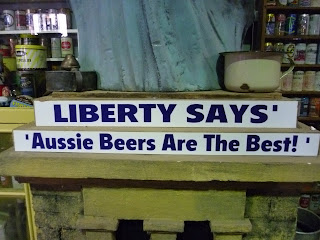 LIBERTY SAYS'
'Aussie Beers Are The Best! '